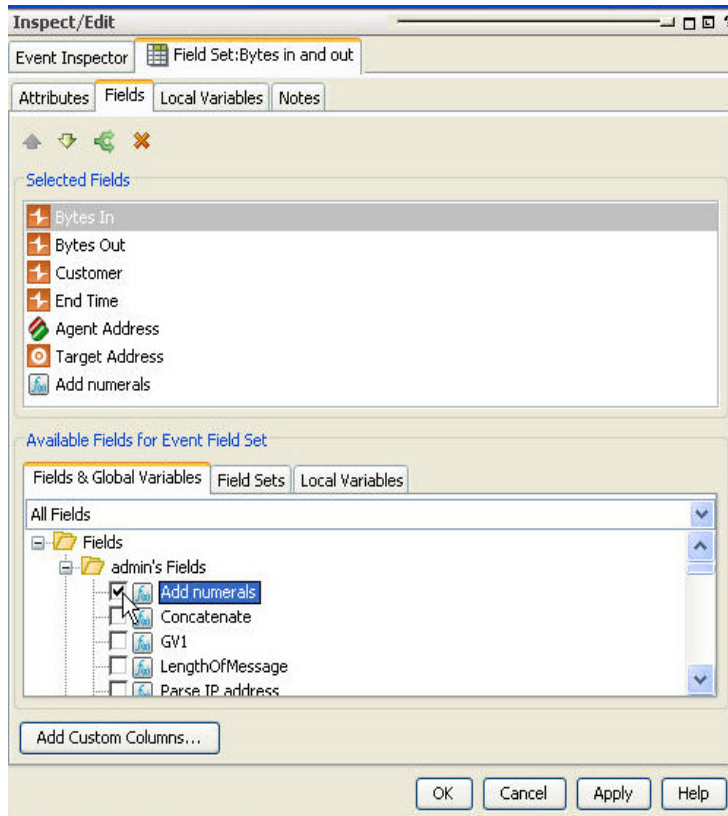 Inspect/Edit
Event Inspector Field Set:Bytes in and out
Attributes Fields Local Variables Notes
Selected Fields
Bytes In
Bytes Out
Customer
End Time
Agent Address
Target Address
Add numerals
Available Fields for Event Field Set
Fields & Global Variables Field Sets Local Variables
All Fields
Fields
admin's Fields
Add numerals
Concatenate
GV1
LengthOfMessage
Parse IP address
Add Custom Columns...
OK Cancel Apply Help